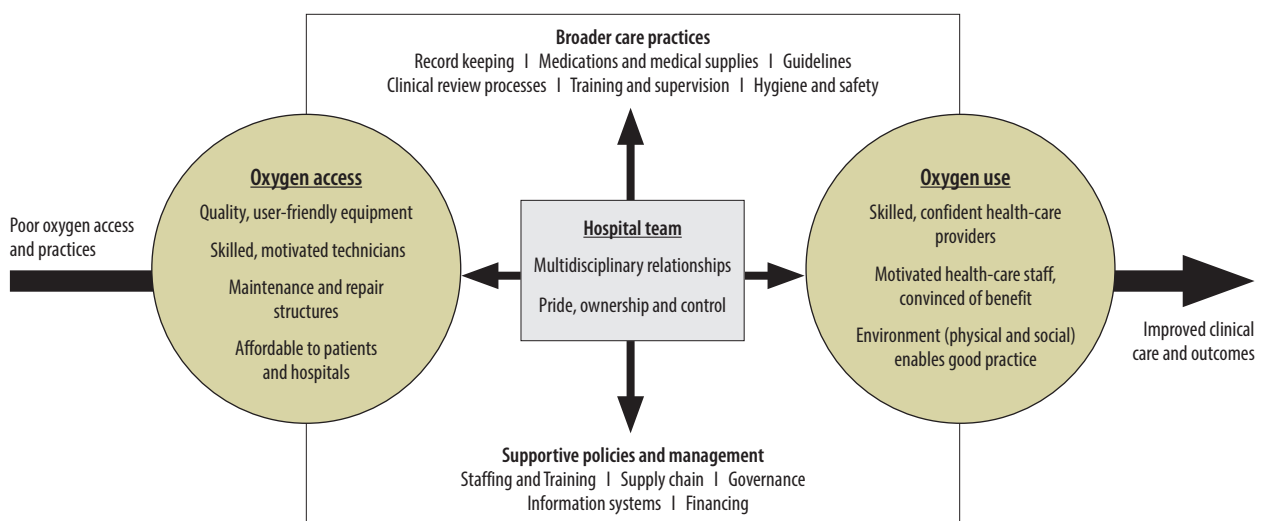 Broader care practices
Record keeping I Medications and medical supplies I Guidelines
Clinical review processes I Training and supervision I Hygiene and safety
Poor oxygen access
and practices
Oxygen access
Quality, user-friendly equipment
Skilled, motivated technicians
Maintenance and repair
structures
Affordable to patients
and hospitals
Hospital team
Multidisciplinary relationships
Pride, ownership and control
Oxygen use
Skilled, confident health-care
providers
Motivated health-care staff,
convinced of benefit
Environment (physical and social)
enables good practice
Improved clinical
care and outcomes
Supportive policies and management
Staffing and Training I Supply chain I Governance
Information systems I Financing